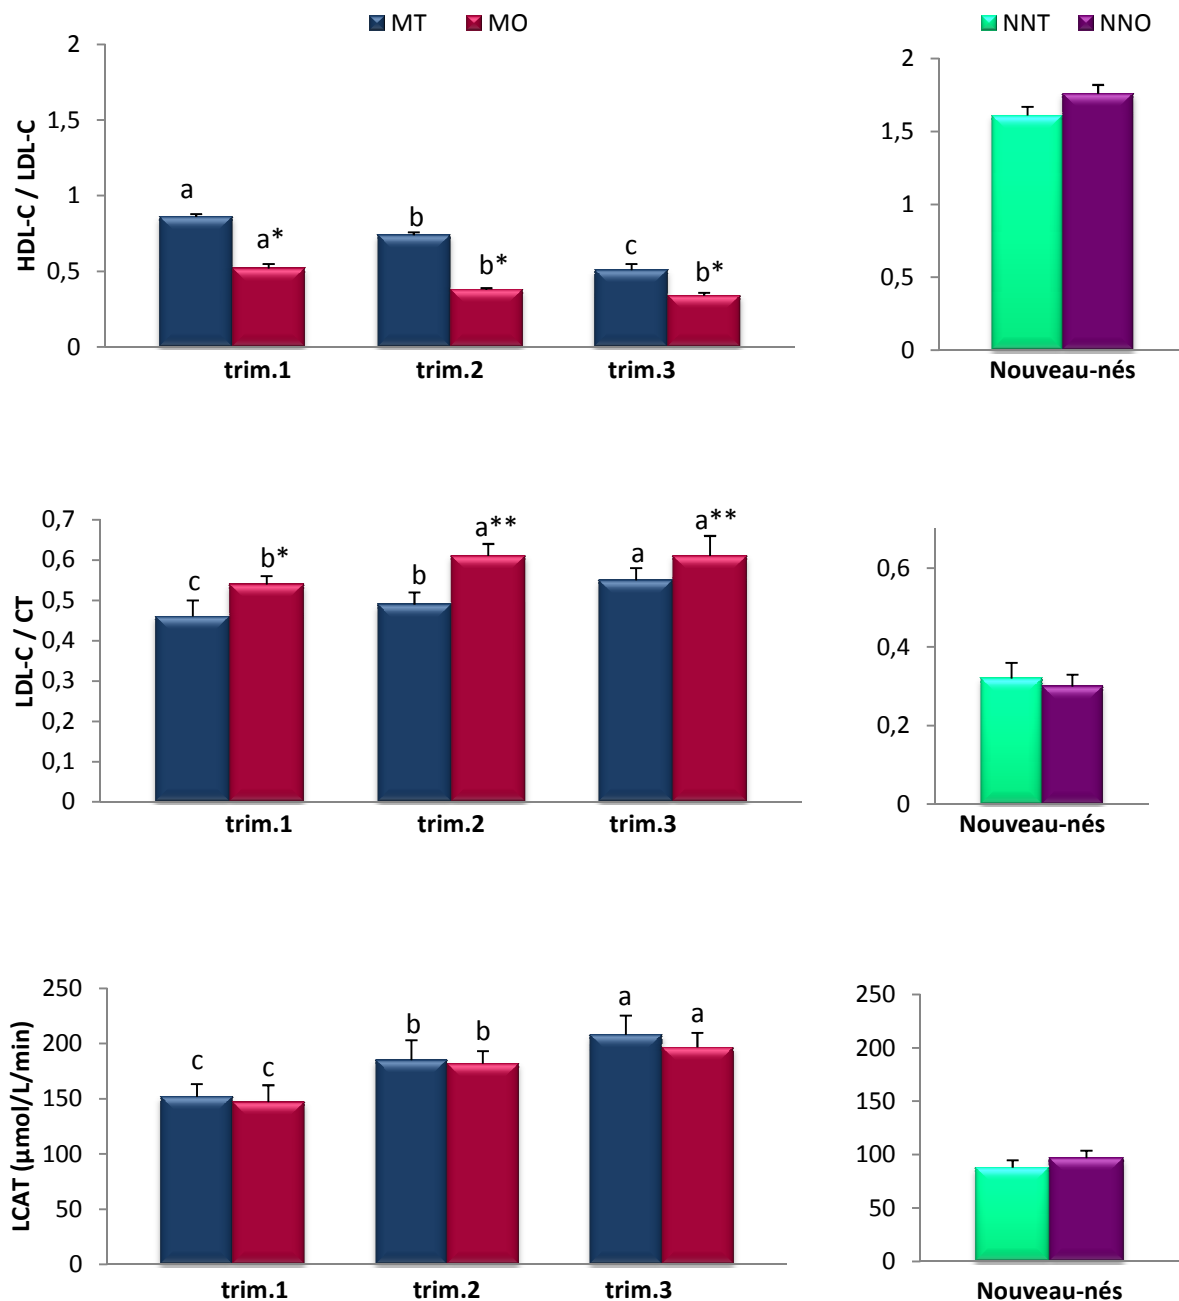 MT MO
NNT NNO
HDL-C / LDL-C
2
1,5
1
0,5
0
a
a*
b
b*
c
b*
trim.1 trim.2 trim.3
2
1,5
1
0,5
0
Nouveau-nés
LDL-C / CT
0,7
0,6
0,5
0,4
0,3
0,2
0,1
0
c
b*
b
a**
a
a**
trim.1 trim.2 trim.3
0,6
0,4
0,2
0
Nouveau-nés
LCAT (µmol/L/min)
250
200
150
100
50
0
c
c
b
b
a
a
trim.1 trim.2 trim.3
250
200
150
100
50
0
Nouveau-nés